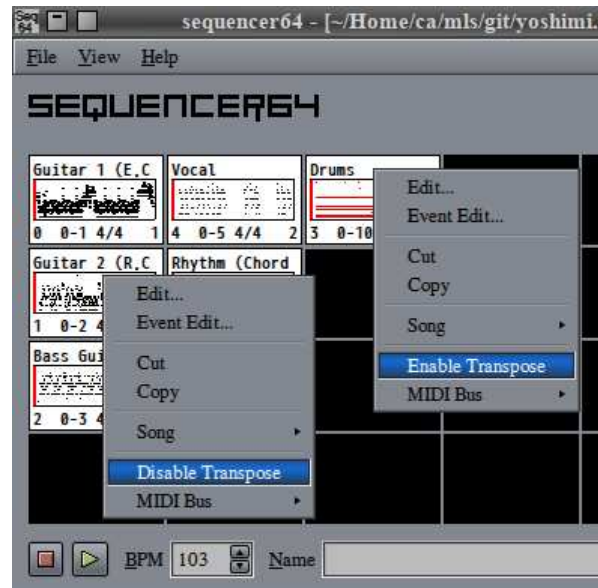 Seq
64
sequencer64 - [~/Home/ca/mls/git/yoshimi.
File View Help
SEQUENCER64
Guitar 1 (E,C
0 0-1 4/4 1
Vocal
4 0-5 4/4 2
Drums
3 0-10
Guitar 2 (R,C
1 0-2 4
Rhythm (Chord
Bass Gui
2 0-3 4
Edit...
Event Edit...
Cut
Copy
Song
Disable Transpose
MIDI Bus
Edit...
Event Edit...
Cut
Copy
Song
Enable Transpose
MIDI Bus
BPM 103 Name